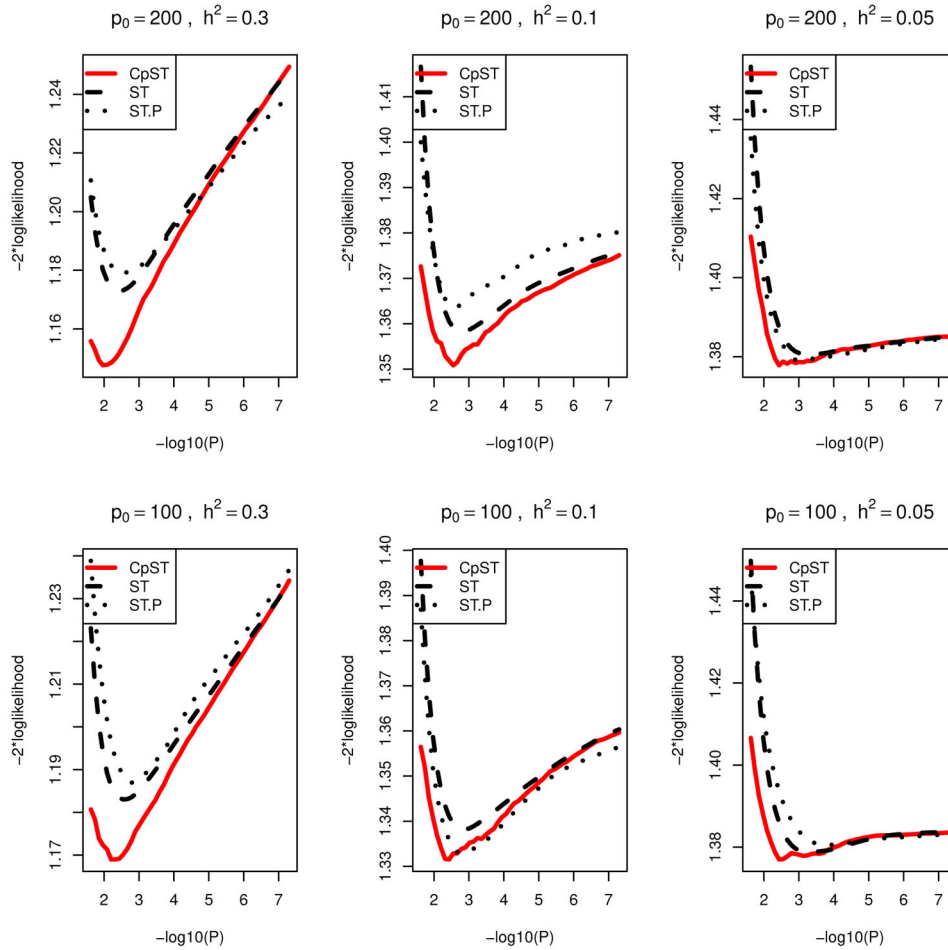 p₀ = 200 , h² = 0.3
−2*loglikelihood
1.24
1.22
1.20
1.18
1.16
CpST
ST
ST.P
2 3 4 5 6 7
−log10(P)
p₀ = 200 , h² = 0.1
−2*loglikelihood
1.41
1.40
1.39
1.38
1.37
1.36
1.35
CpST
ST
ST.P
2 3 4 5 6 7
−log10(P)
p₀ = 200 , h² = 0.05
−2*loglikelihood
1.44
1.42
1.40
1.38
CpST
ST
ST.P
2 3 4 5 6 7
−log10(P)
p₀ = 100 , h² = 0.3
−2*loglikelihood
1.23
1.21
1.19
1.17
CpST
ST
ST.P
2 3 4 5 6 7
−log10(P)
p₀ = 100 , h² = 0.1
−2*loglikelihood
1.40
1.39
1.38
1.37
1.36
1.35
1.34
1.33
CpST
ST
ST.P
2 3 4 5 6 7
−log10(P)
p₀ = 100 , h² = 0.05
−2*loglikelihood
1.44
1.42
1.40
1.38
CpST
ST
ST.P
2 3 4 5 6 7
−log10(P)